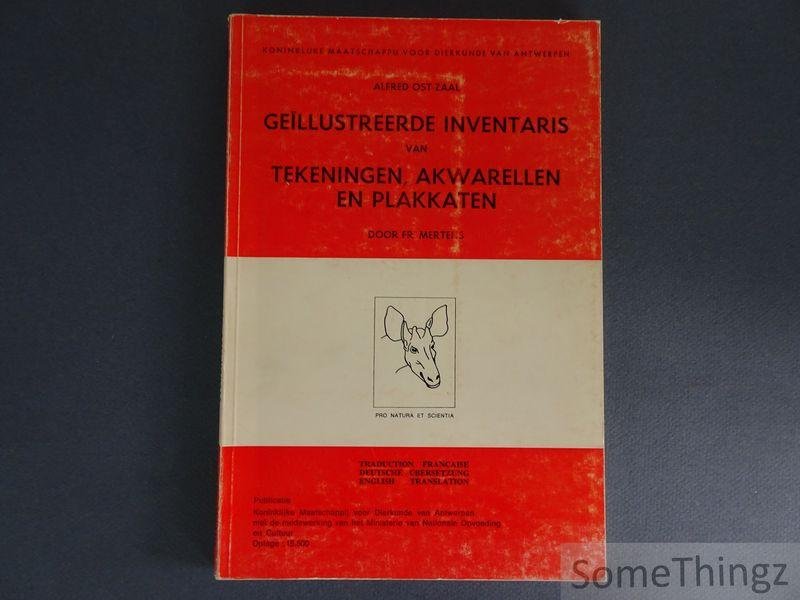 KONINKLIJKE MAATSCHAPPIJ VOOR DIERKUNDE VAN ANTWERPEN
ALFRED OST-ZAAL
GEÏLLUSTREERDE INVENTARIS
VAN
TEKENINGEN, AKWARELLEN
EN PLAKKATEN
DOOR FR. MERTENS
PRO NATURA ET SCIENTIA
TRADUCTION FRANCAISE
DEUTSCHE ÜBERSETZUNG
ENGLISH TRANSLATION
Publicatie
Koninklijke Maatschappij voor Dierkunde van Antwerpen
met de medewerking van het Ministerie van Nationale Opvoeding
en Cultuur
Oplage : 15.500
SomeThingz